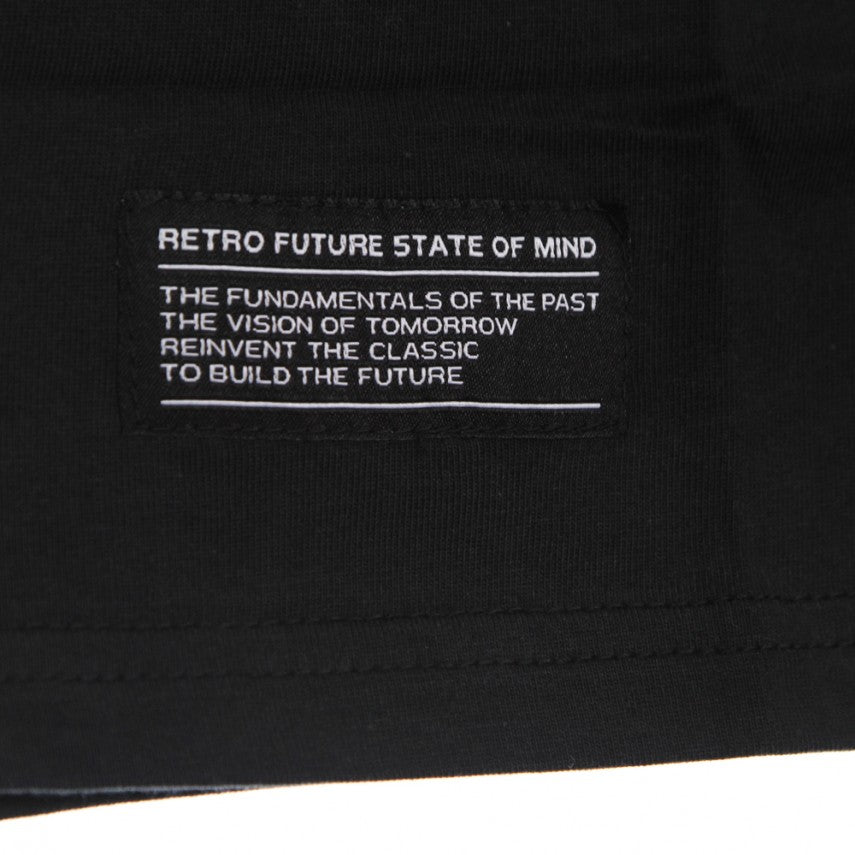 RETRO FUTURE STATE OF MIND
THE FUNDAMENTALS OF THE PAST
THE VISION OF TOMORROW
REINVENT THE CLASSIC
TO BUILD THE FUTURE